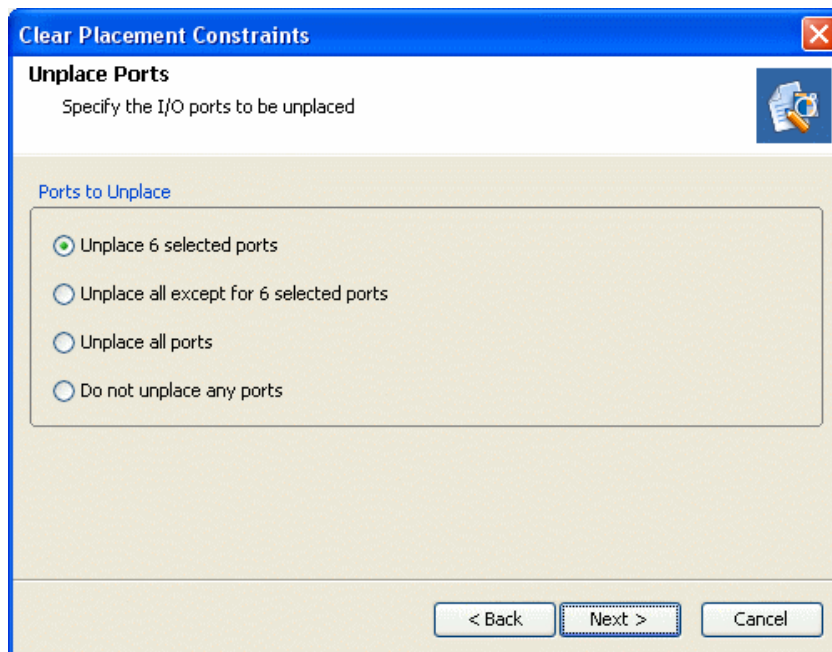 Clear Placement Constraints
Unplace Ports
Specify the I/O ports to be unplaced
Ports to Unplace
Unplace 6 selected ports
Unplace all except for 6 selected ports
Unplace all ports
Do not unplace any ports
< Back Next > Cancel